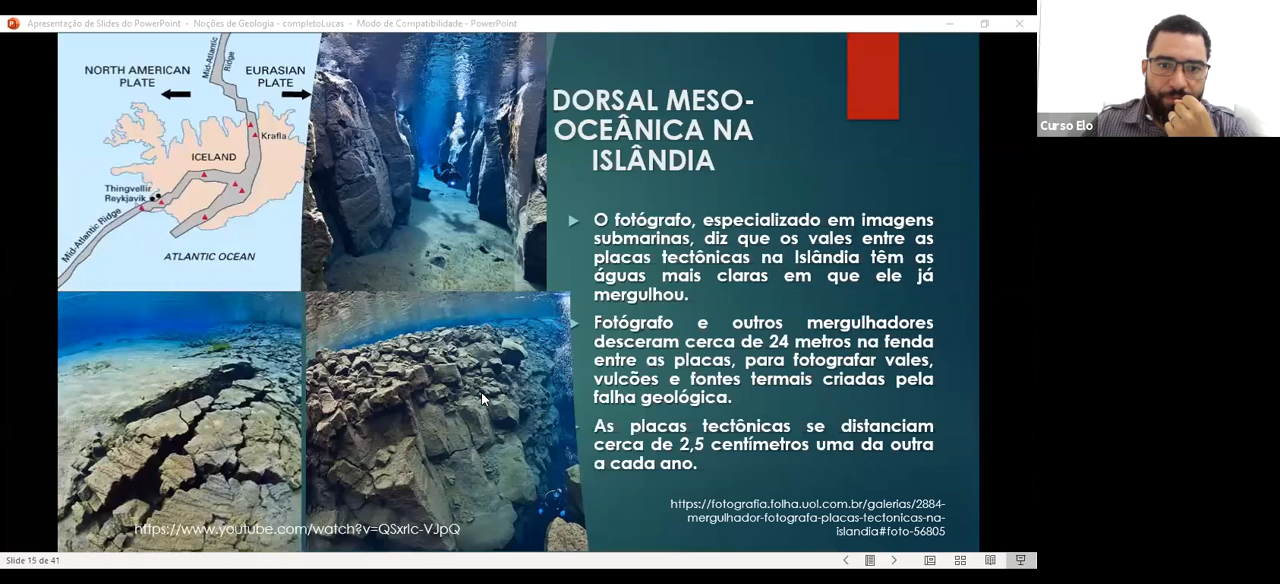 Apresentação de Slides do PowerPoint - Noções de Geologia - completoLucas - Modo de Compatibilidade - PowerPoint
Mid-Atlantic
Ridge
NORTH AMERICAN
PLATE
EURASIAN
PLATE
Krafla
ICELAND
Thingvellir
Reykjavik
Mid-Atlantic Ridge
ATLANTIC OCEAN
DORSAL MESO-
OCEÂNICA NA
ISLÂNDIA
O fotógrafo, especializado em imagens
submarinas, diz que os vales entre as
placas tectônicas na Islândia têm as
águas mais claras em que ele já
mergulhou.
Fotógrafo e outros mergulhadores
desceram cerca de 24 metros na fenda
entre as placas, para fotografar vales,
vulcões e fontes termais criadas pela
falha geológica.
As placas tectônicas se distanciam
cerca de 2,5 centímetros uma da outra
a cada ano.
https://www.youtube.com/watch?v=QSxrlc-VJpQ
https://fotografia.folha.uol.com.br/galerias/2884-
mergulhador-fotografa-placas-tectonicas-na-
islandia#foto-56805
Slide 15 de 41
Curso Elo